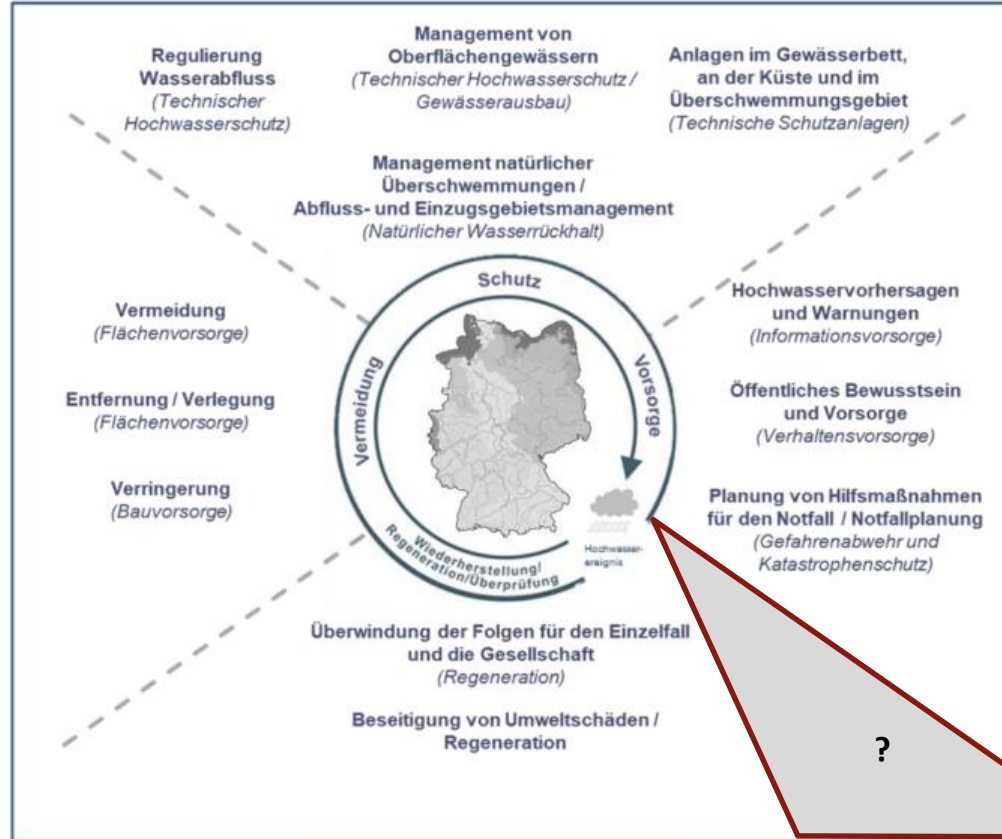 Regulierung
Wasserabfluss
(Technischer
Hochwasserschutz)
Management von
Oberflächengewässern
(Technischer Hochwasserschutz /
Gewässerausbau)
Anlagen im Gewässerbett,
an der Küste und im
Überschwemmungsgebiet
(Technische Schutzanlagen)
Management natürlicher
Überschwemmungen /
Abfluss- und Einzugsgebietsmanagement
(Natürlicher Wasserrückhalt)
Schutz
Vermeidung
(Flächenvorsorge)
Entfernung / Verlegung
(Flächenvorsorge)
Verringerung
(Bauvorsorge)
Vermeidung
Vorsorge
Hochwasservorhersagen
und Warnungen
(Informationsvorsorge)
Öffentliches Bewusstsein
und Vorsorge
(Verhaltensvorsorge)
Planung von Hilfsmaßnahmen
für den Notfall / Notfallplanung
(Gefahrenabwehr und
Katastrophenschutz)
Hochwasser-
ereignis
Wiederherstellung/
Regeneration/Überprüfung
Überwindung der Folgen für den Einzelfall
und die Gesellschaft
(Regeneration)
Beseitigung von Umweltschäden /
Regeneration
?